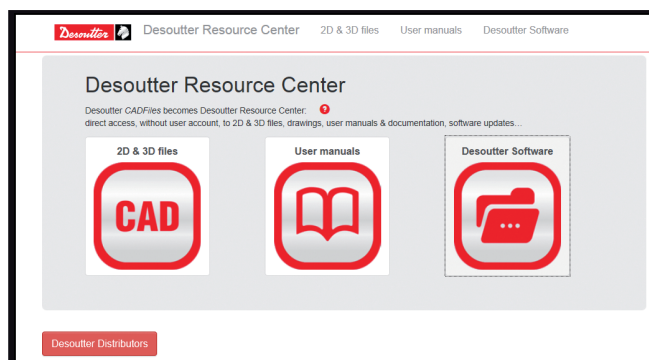 Desoutter Desoutter Resource Center 2D & 3D files User manuals Desoutter Software
Desoutter Resource Center
Desoutter CADFiles becomes Desoutter Resource Center: ?
direct access, without user account, to 2D & 3D files, drawings, user manuals & documentation, software updates...
2D & 3D files User manuals Desoutter Software
CAD
Desoutter Distributors